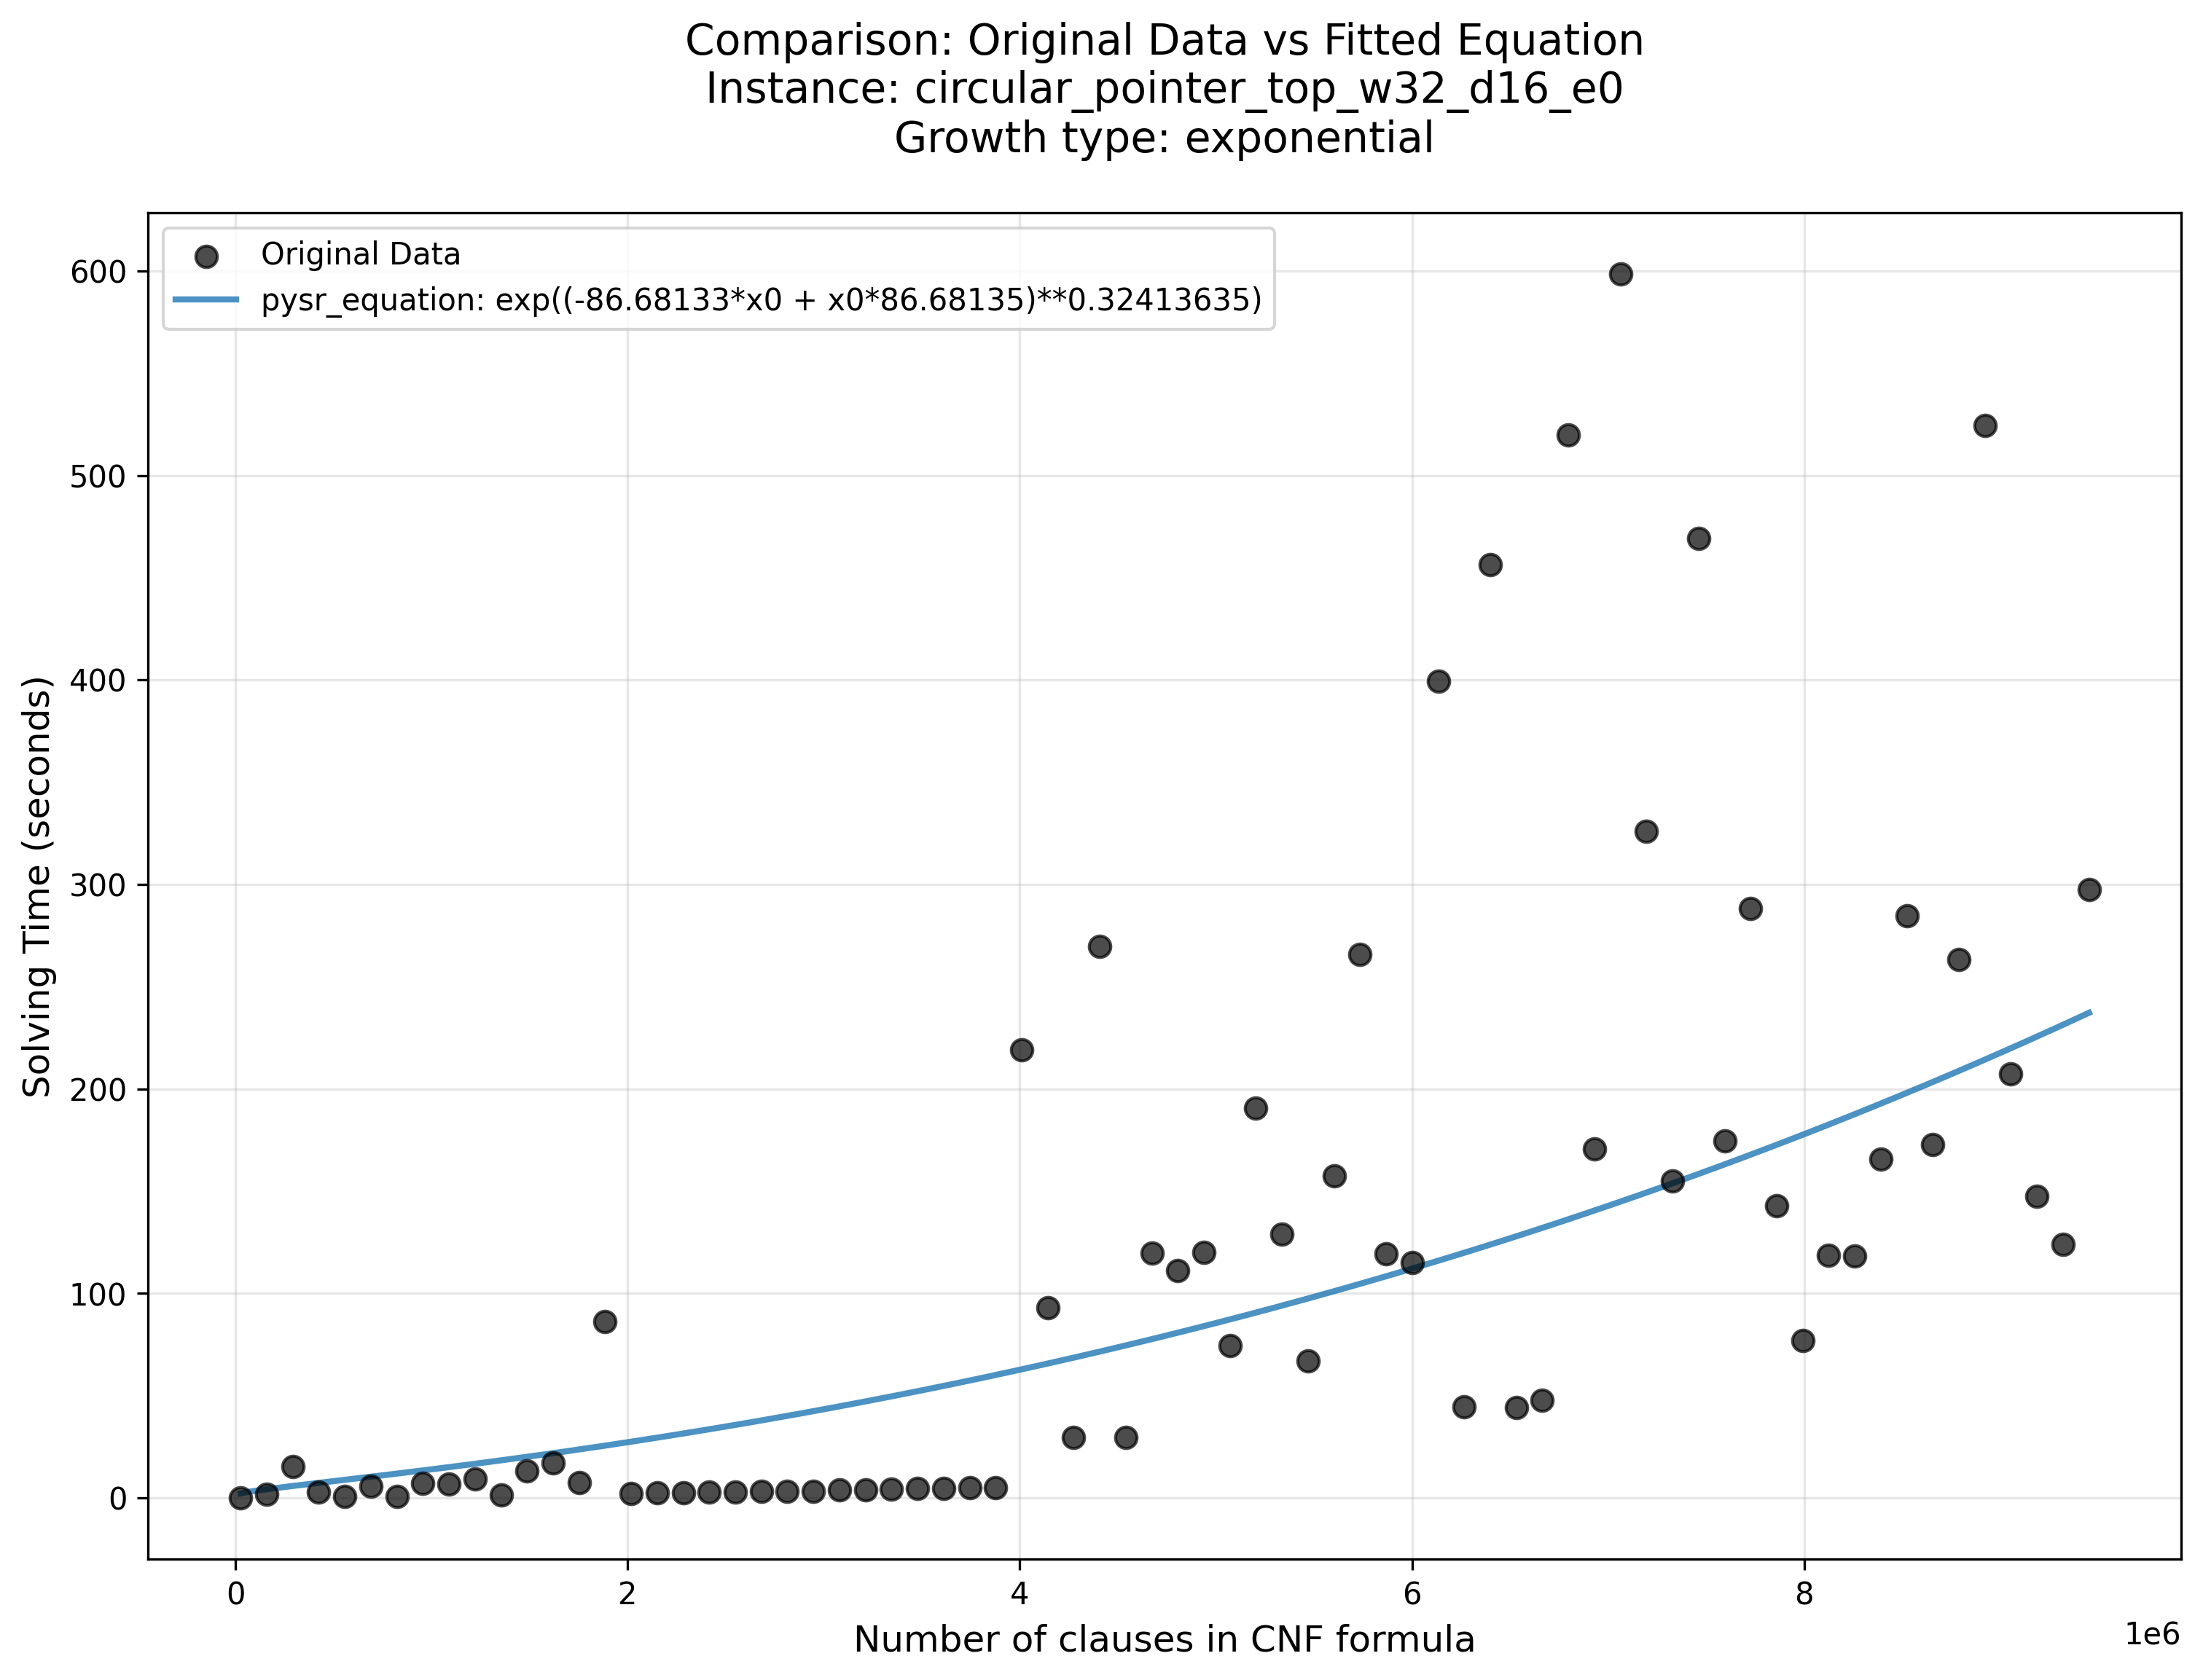 Comparison: Original Data vs Fitted Equation
Instance: circular_pointer_top_w32_d16_e0
Growth type: exponential
Original Data
pysr_equation: exp((-86.68133*x0 + x0*86.68135)**0.32413635)
600
500
400
300
200
100
0
Solving Time (seconds)
0 2 4 6 8
1e6
Number of clauses in CNF formula